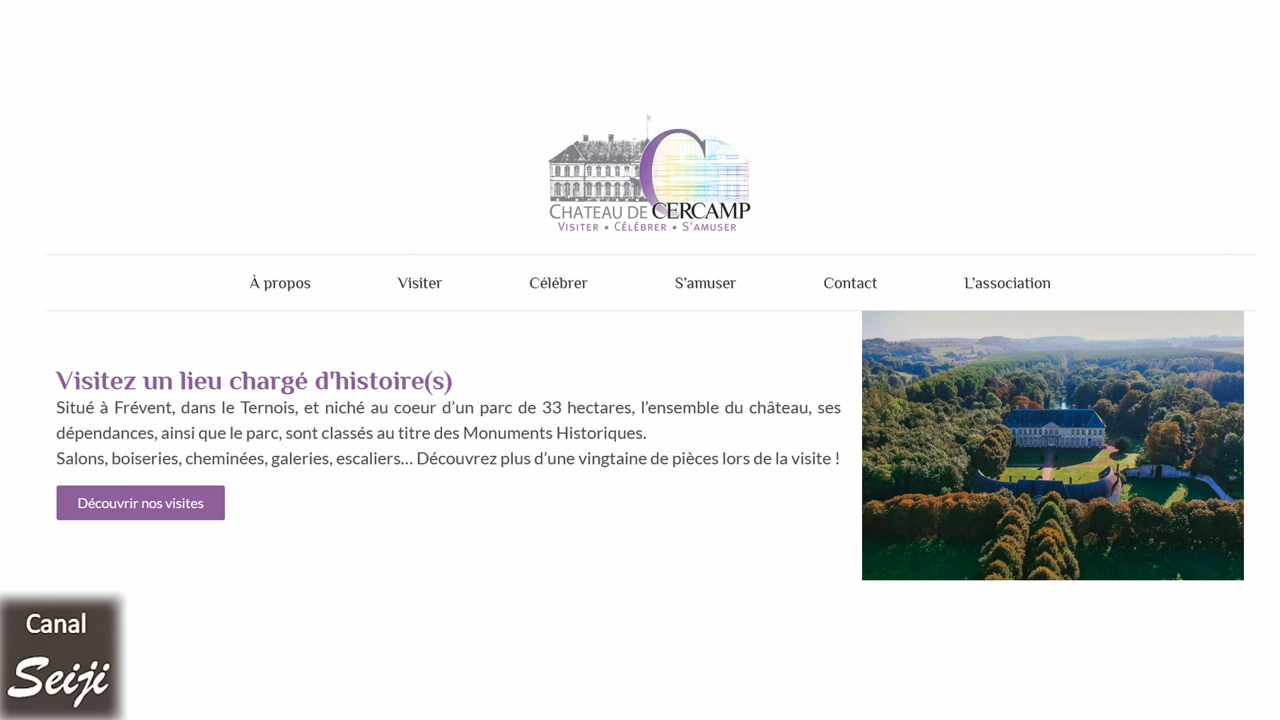 CHATEAU DE CERCAMP
VISITER • CÉLÉBRER • S'AMUSER
À propos
Visiter
Célébrer
S’amuser
Contact
L’association
Visitez un lieu chargé d'histoire(s)
Situé à Frévent, dans le Ternois, et niché au coeur d’un parc de 33 hectares, l’ensemble du château, ses
dépendances, ainsi que le parc, sont classés au titre des Monuments Historiques.
Salons, boiseries, cheminées, galeries, escaliers… Découvrez plus d’une vingtaine de pièces lors de la visite !
Découvrir nos visites
Canal
Seiji